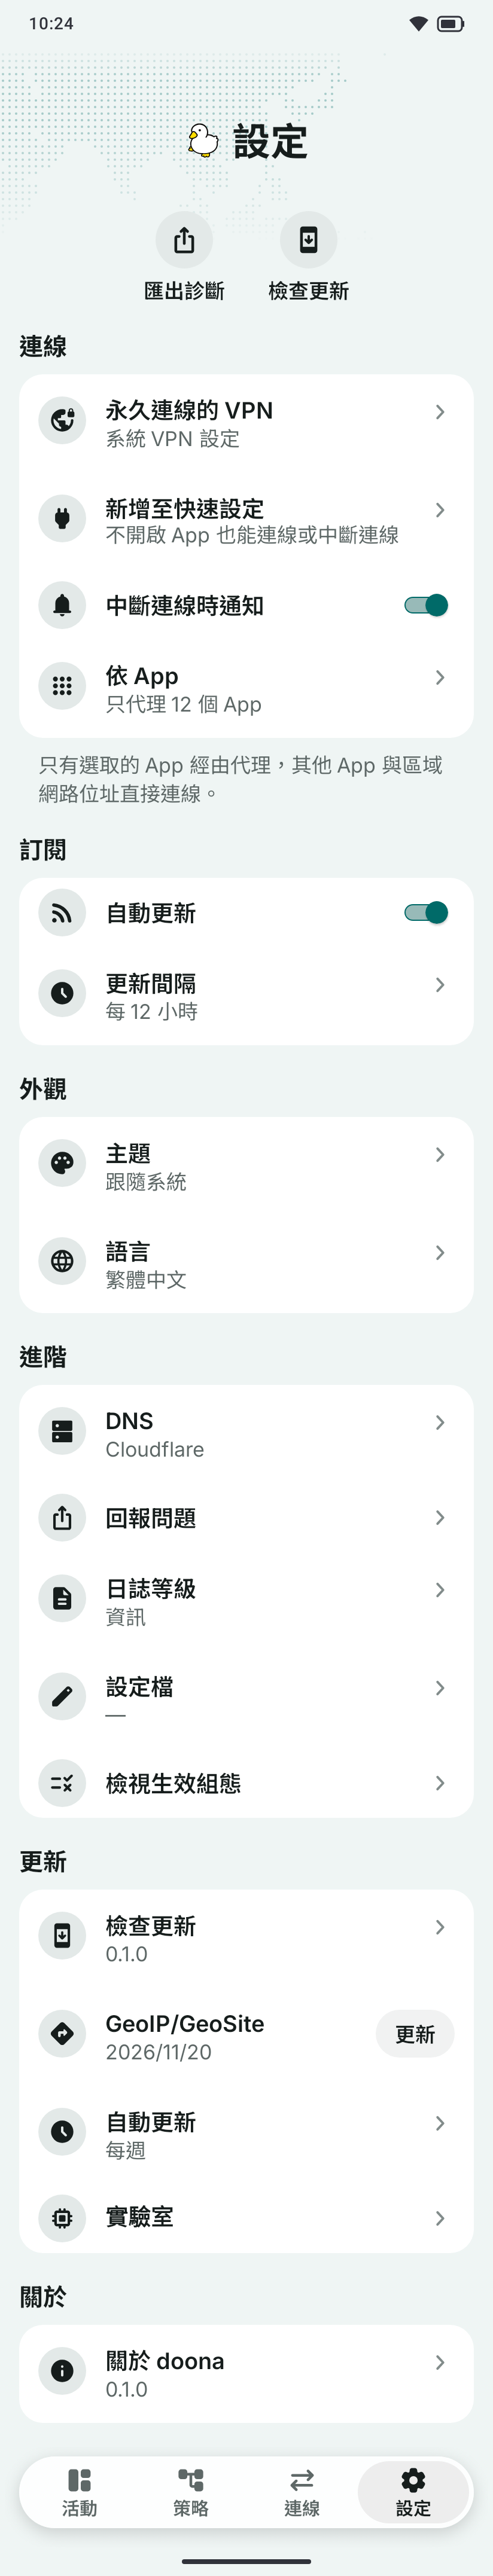 10:24
設定
匯出診斷
檢查更新
連線
永久連線的 VPN
系統 VPN 設定
新增至快速設定
不開啟 App 也能連線或中斷連線
中斷連線時通知
依 App
只代理 12 個 App
只有選取的 App 經由代理，其他 App 與區域
網路位址直接連線。
訂閱
自動更新
更新間隔
每 12 小時
外觀
主題
跟隨系統
語言
繁體中文
進階
DNS
Cloudflare
回報問題
日誌等級
資訊
設定檔
—
檢視生效組態
更新
檢查更新
0.1.0
GeoIP/GeoSite
2026/11/20
更新
自動更新
每週
實驗室
關於
關於 doona
0.1.0
活動
策略
連線
設定